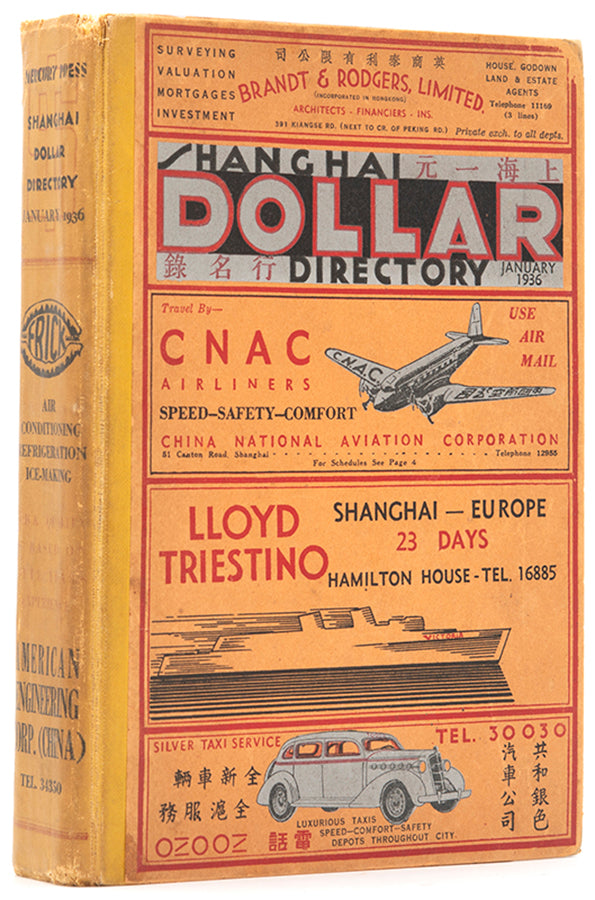 MERCURY PRESS
SHANGHAI
DOLLAR
DIRECTORY
JANUARY 1936
FRICK
AIR
CONDITIONING
REFRIGERATION
ICE-MAKING
AMERICAN
ENGINEERING
CORP. (CHINA)
TEL. 34350
司公限有利泰商英
SURVEYING
VALUATION
MORTGAGES
INVESTMENT
BRANDT & RODGERS, LIMITED.
(INCORPORATED IN HONGKONG)
ARCHITECTS - FINANCIERS - INS.
391 KIANGSE RD. (NEXT TO CR. OF PEKING RD.)
HOUSE, GODOWN
LAND & ESTATE
AGENTS
Telephone 11169
(3 lines)
Private exch. to all depts.
SHANGHAI 元一海上
DOLLAR
錄名行 DIRECTORY JANUARY
1936
Travel By—
CNAC
AIRLINERS
SPEED—SAFETY—COMFORT
C.N.A.C.
USE
AIR
MAIL
CHINA NATIONAL AVIATION CORPORATION
51 Canton Road, Shanghai - - - - - - - - - - Telephone 12955
For Schedules See Page 4
LLOYD
TRIESTINO
SHANGHAI — EUROPE
23 DAYS
HAMILTON HOUSE - TEL. 16885
VICTORIA
SILVER TAXI SERVICE
TEL. 30030
共和銀色
汽車公司
輛車新全
務服滬全
話電
LUXURIOUS TAXIS
SPEED—COMFORT—SAFETY
DEPOTS THROUGHOUT CITY.